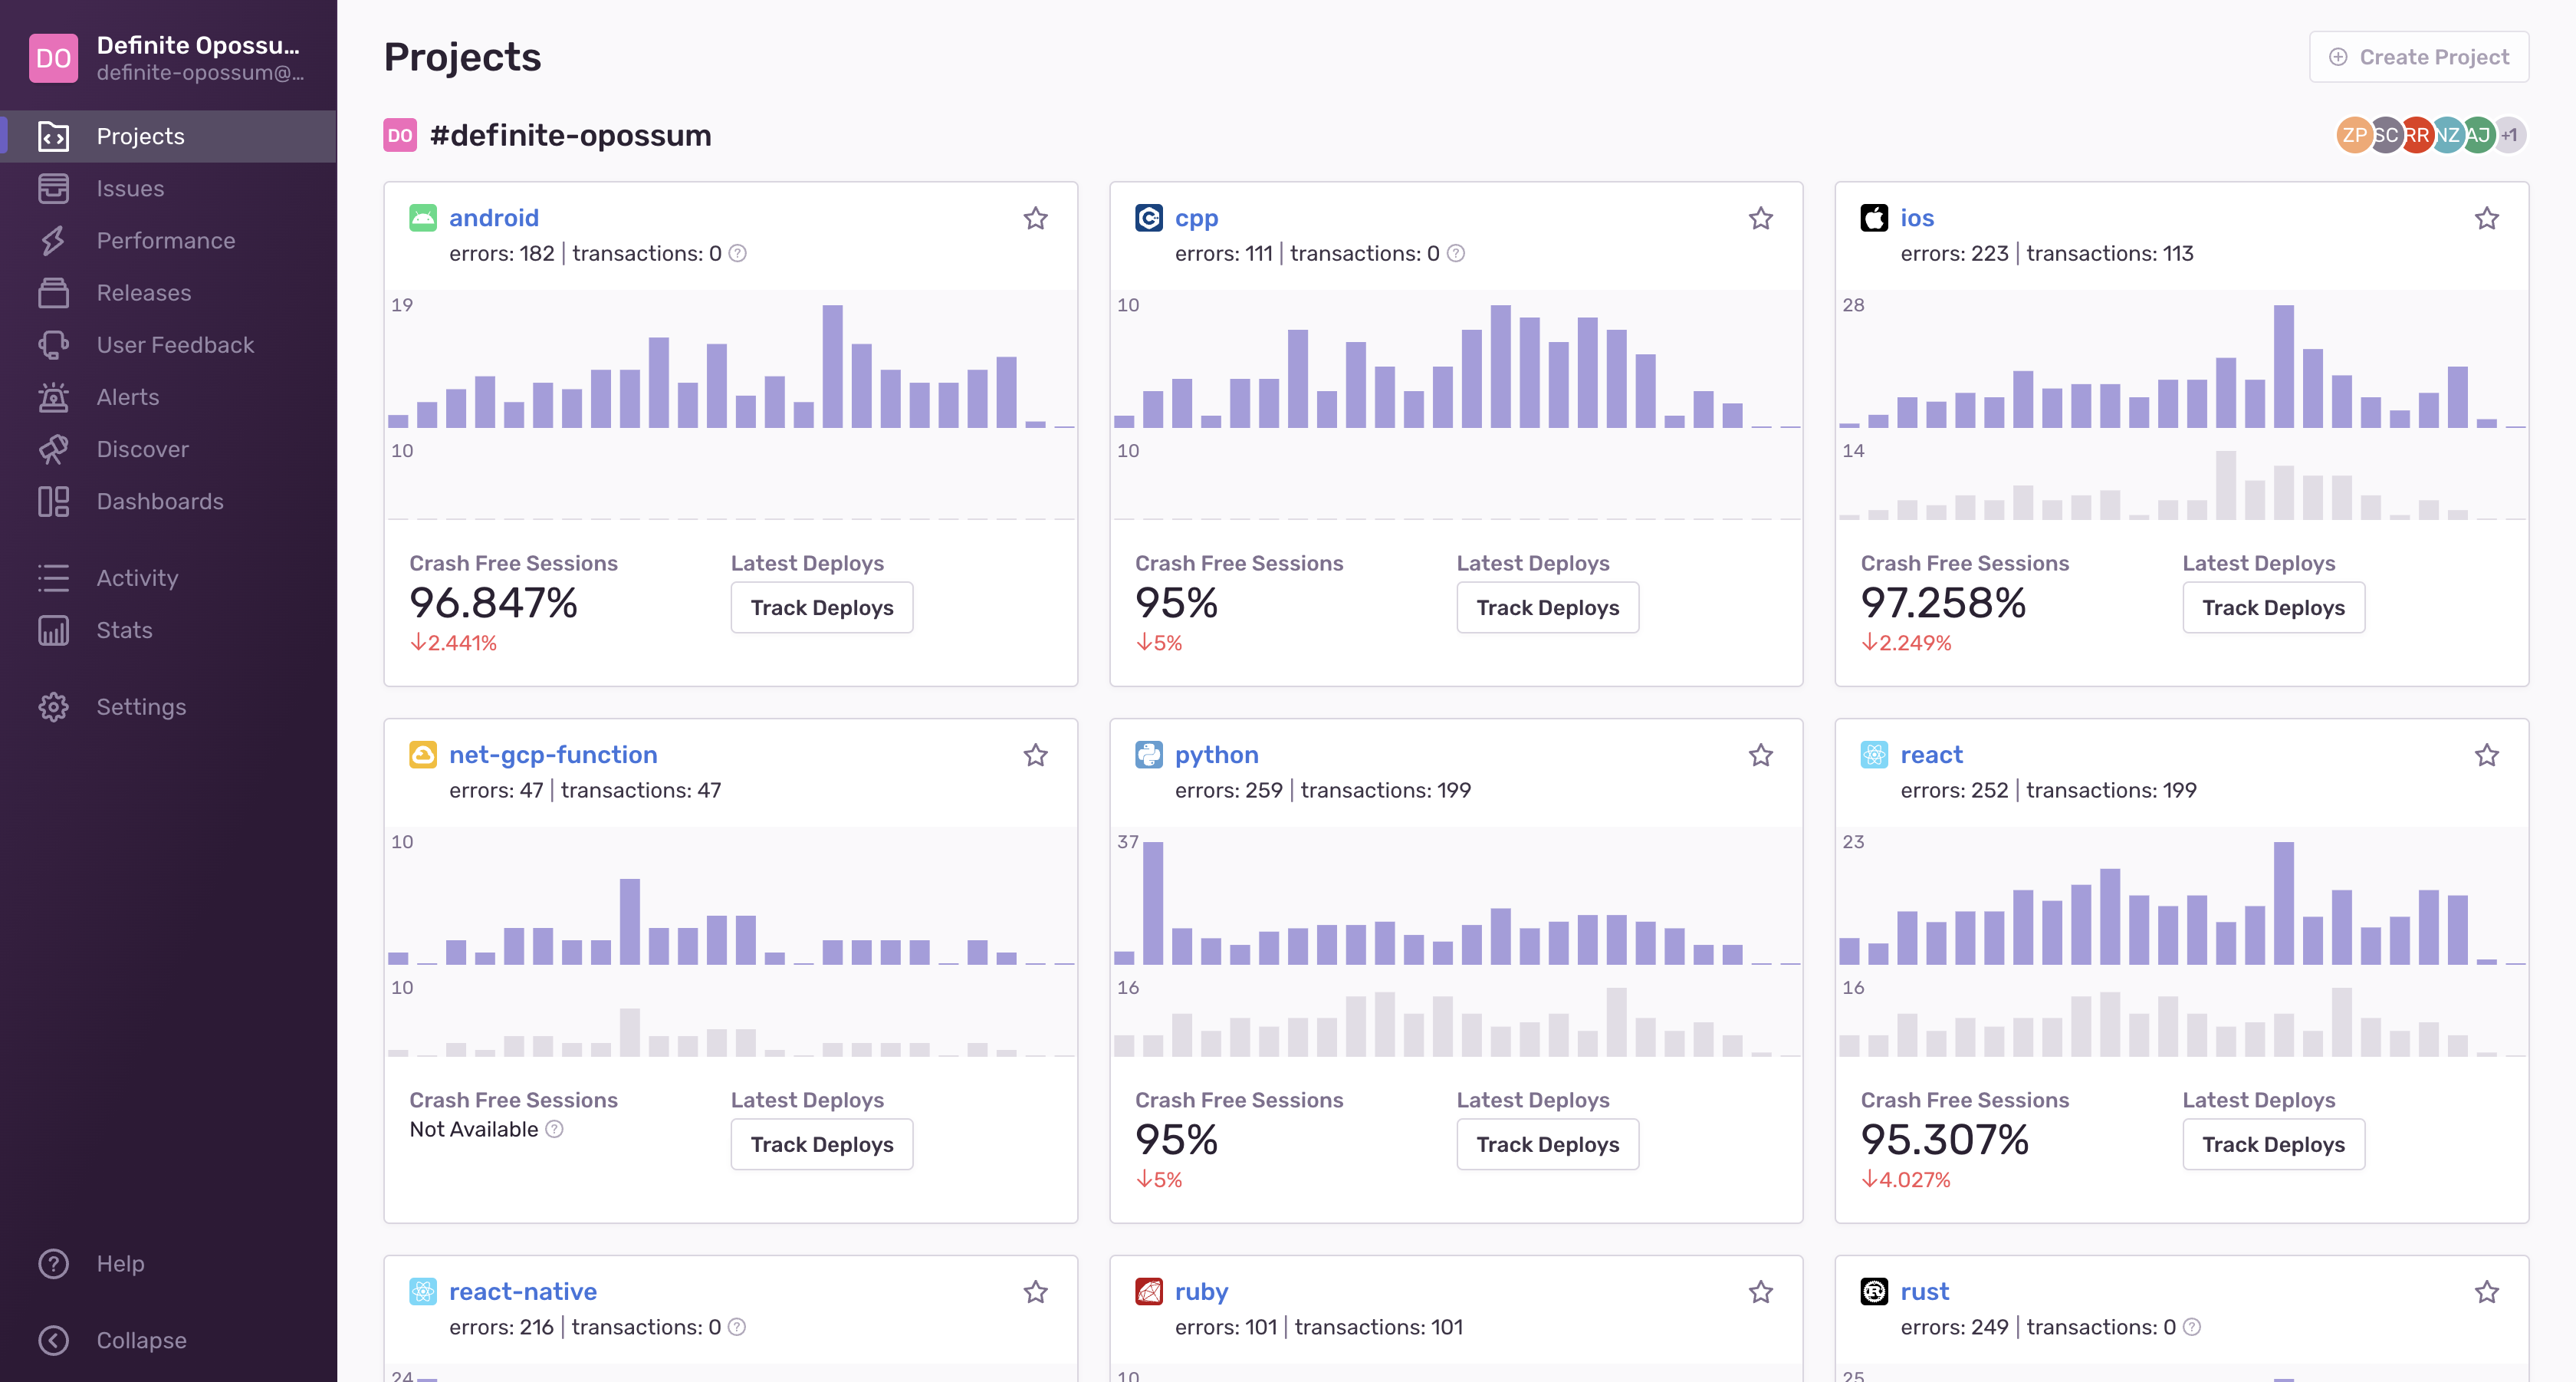 DO
Definite Opossu...
definite-opossum@...
Projects
Issues
Performance
Releases
User Feedback
Alerts
Discover
Dashboards
Activity
Stats
Settings
Help
Collapse
Projects
Create Project
DO #definite-opossum
ZP SC RR NZ AJ +1
android
errors: 182 | transactions: 0 ?
19
10
Crash Free Sessions
96.847%
↓2.441%
Latest Deploys
Track Deploys
cpp
errors: 111 | transactions: 0 ?
10
10
Crash Free Sessions
95%
↓5%
Latest Deploys
Track Deploys
ios
errors: 223 | transactions: 113
28
14
Crash Free Sessions
97.258%
↓2.249%
Latest Deploys
Track Deploys
net-gcp-function
errors: 47 | transactions: 47
10
10
Crash Free Sessions
Not Available ?
Latest Deploys
Track Deploys
python
errors: 259 | transactions: 199
37
16
Crash Free Sessions
95%
↓5%
Latest Deploys
Track Deploys
react
errors: 252 | transactions: 199
23
16
Crash Free Sessions
95.307%
↓4.027%
Latest Deploys
Track Deploys
react-native
errors: 216 | transactions: 0 ?
24
ruby
errors: 101 | transactions: 101
10
rust
errors: 249 | transactions: 0 ?
25